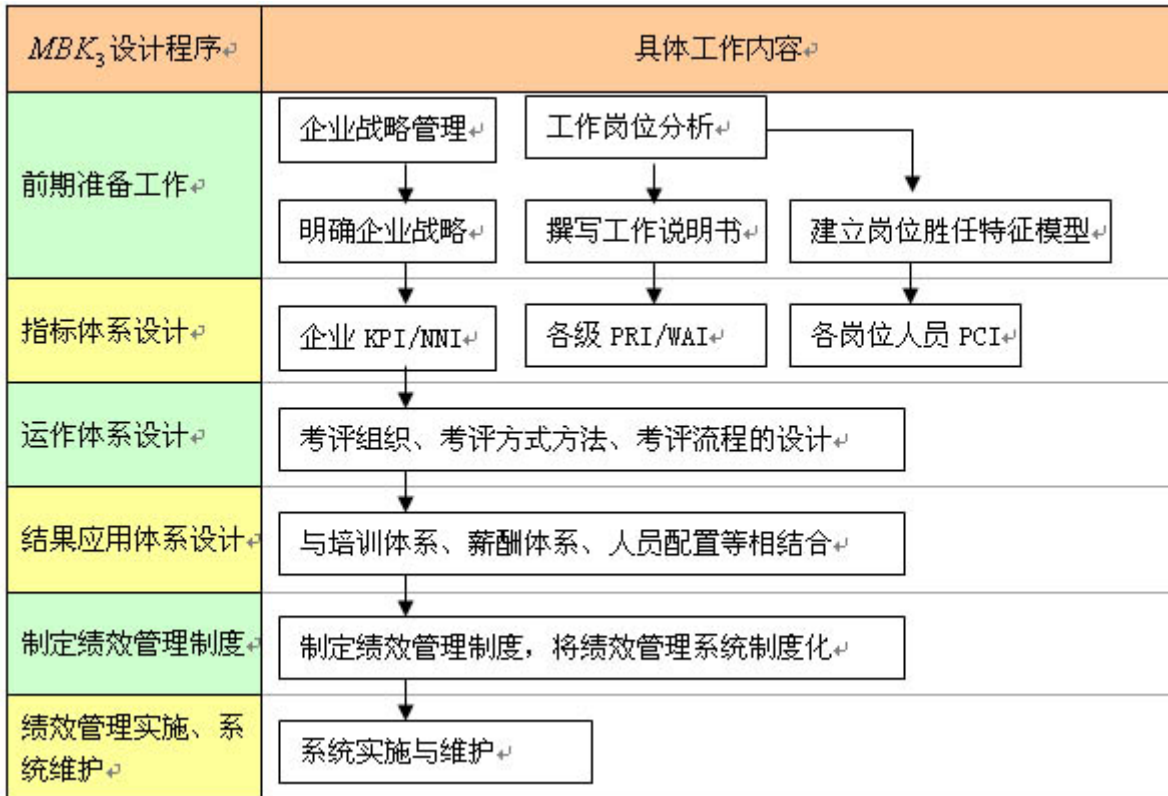 MBK₃设计程序↵
具体工作内容↵
前期准备工作↵
企业战略管理↵
工作岗位分析↵
明确企业战略↵
撰写工作说明书↵
建立岗位胜任特征模型↵
指标体系设计↵
企业 KPI/NNI↵
各级 PRI/WAI↵
各岗位人员 PCI↵
运作体系设计↵
考评组织、考评方式方法、考评流程的设计↵
结果应用体系设计↵
与培训体系、薪酬体系、人员配置等相结合↵
制定绩效管理制度↵
制定绩效管理制度，将绩效管理系统制度化↵
绩效管理实施、系
统维护↵
系统实施与维护↵